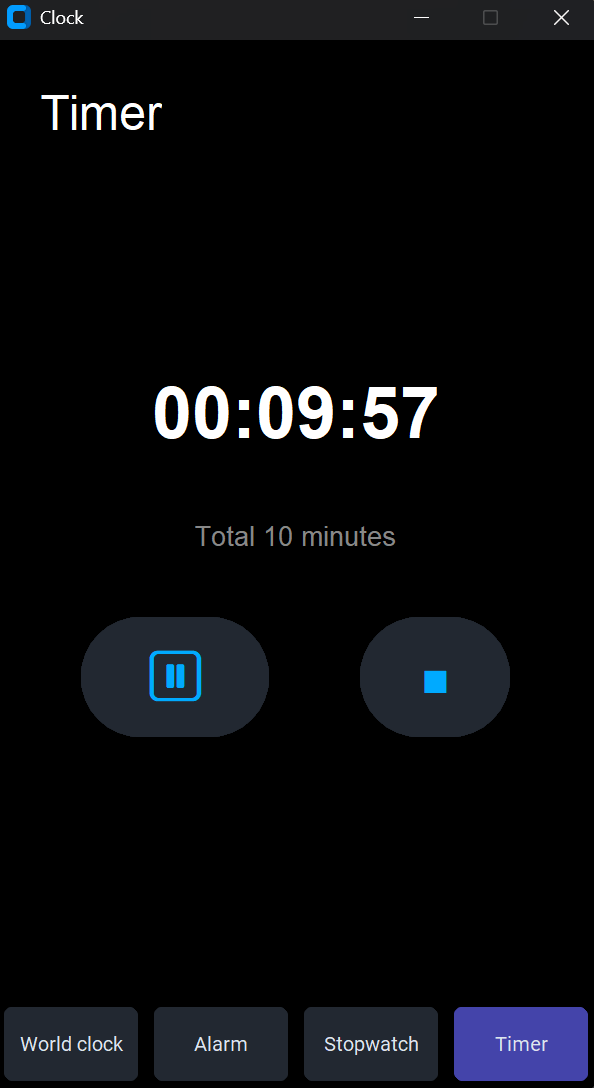 Clock
Timer
00:09:57
Total 10 minutes
World clock
Alarm
Stopwatch
Timer